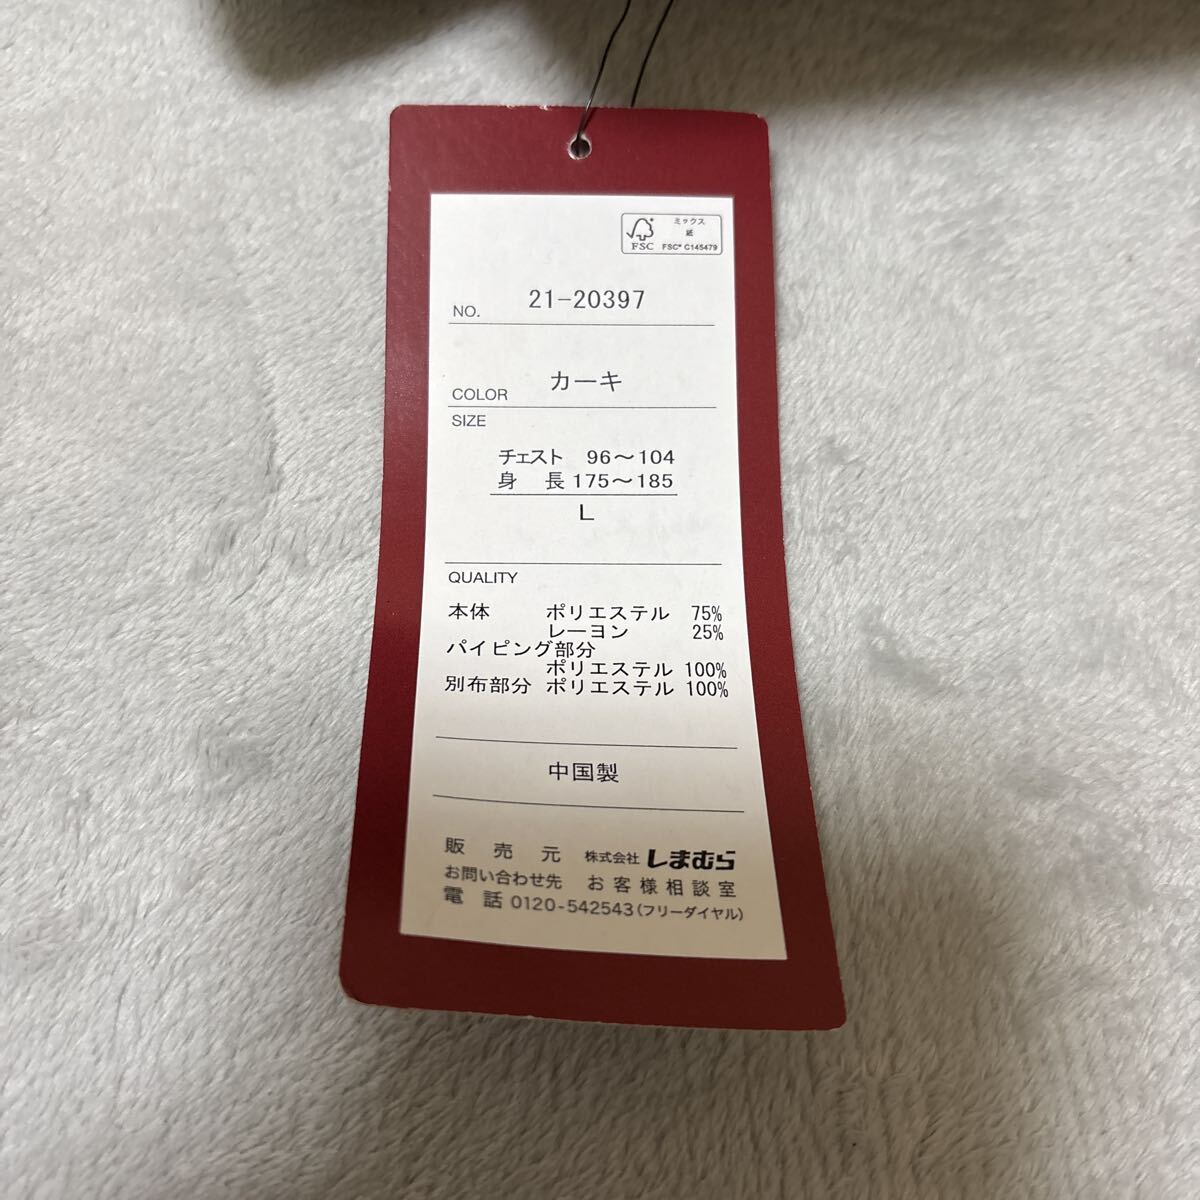 ミックス
紙
FSC
FSC® C145479
NO. 21-20397
COLOR カーキ
SIZE
チェスト 96～104
身 長 175～185
L
QUALITY
本体 ポリエステル 75%
レーヨン 25%
パイピング部分
ポリエステル 100%
別布部分 ポリエステル 100%
中国製
販売元 株式会社 しまむら
お問い合わせ先 お客様相談室
電話 0120-542543(フリーダイヤル)